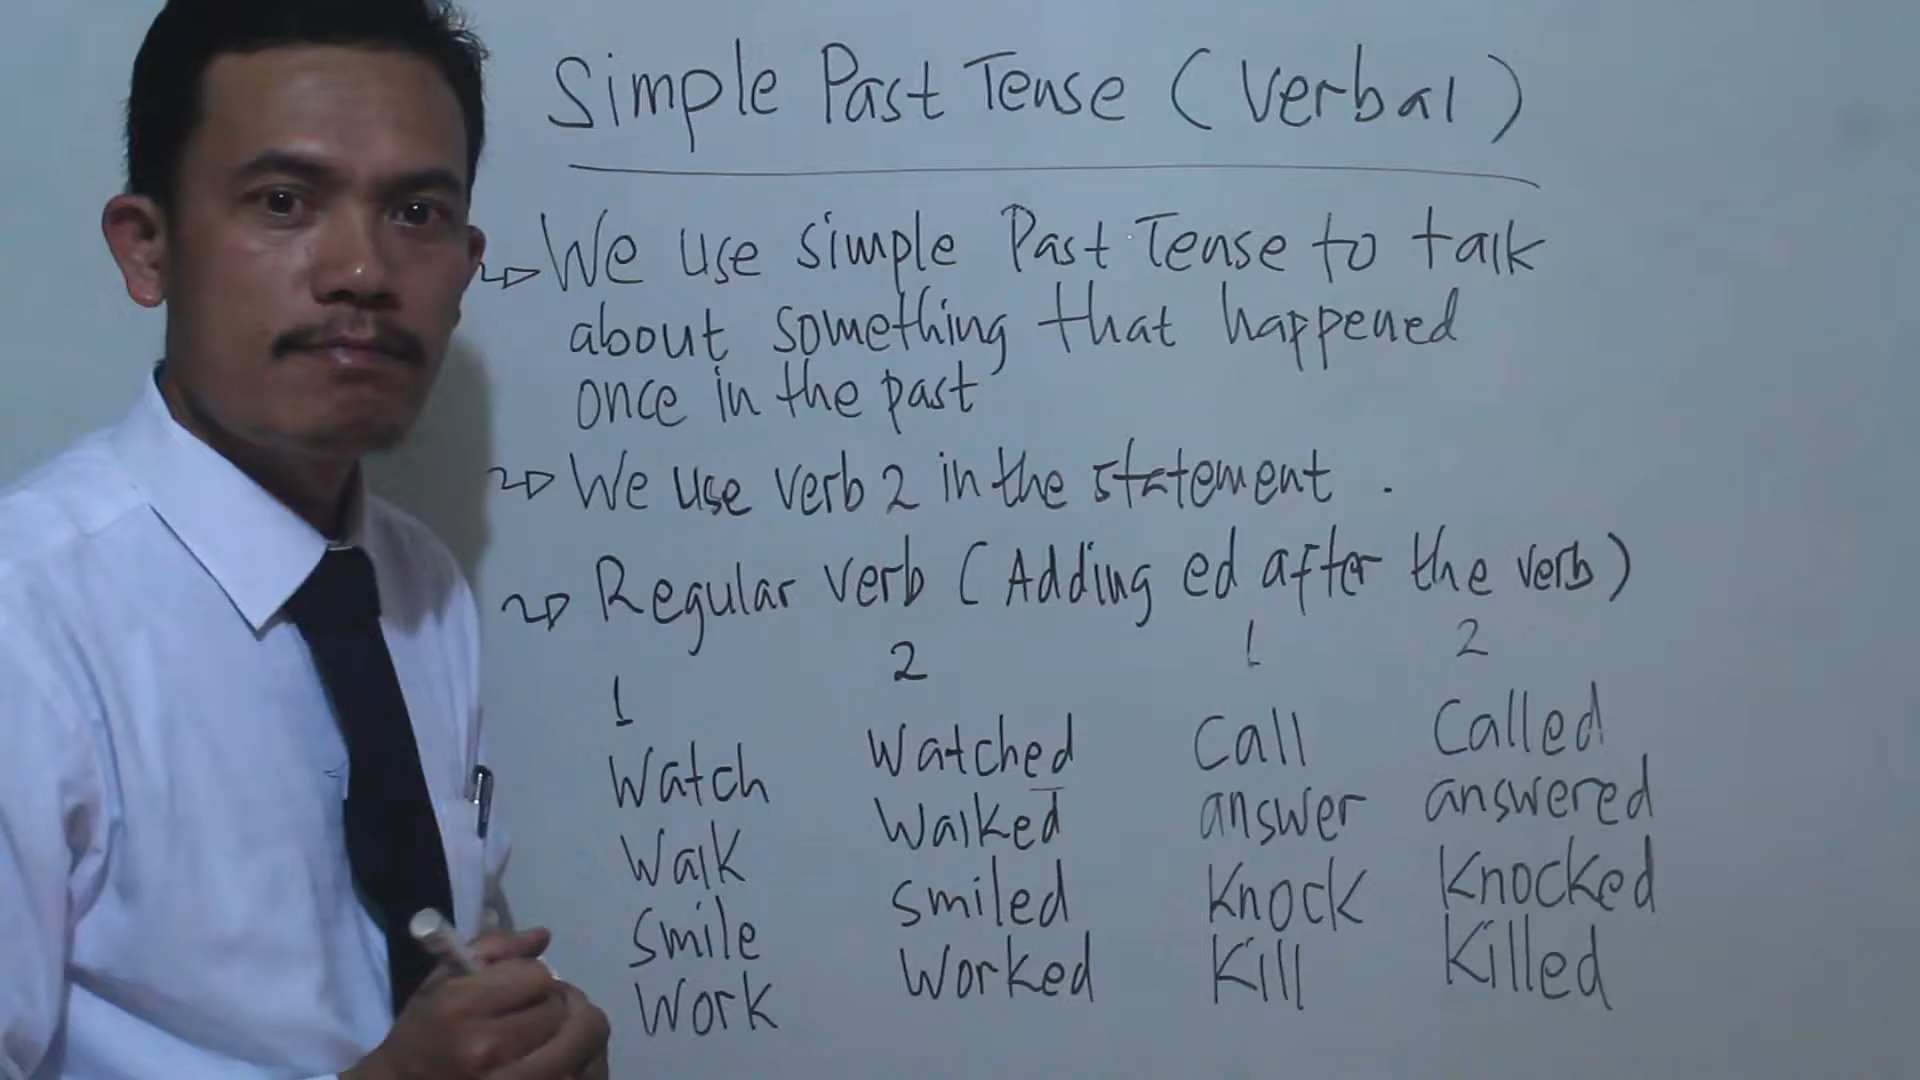 Simple Past Tense (Verbal)
We use simple Past Tense to talk
about something that happened
once in the past
We use verb 2 in the statement.
Regular verb (Adding ed after the verb)
1 2 1 2
Watch Watched Call Called
Walk Walked answer answered
Smile smiled Knock Knocked
Work Worked Kill Killed